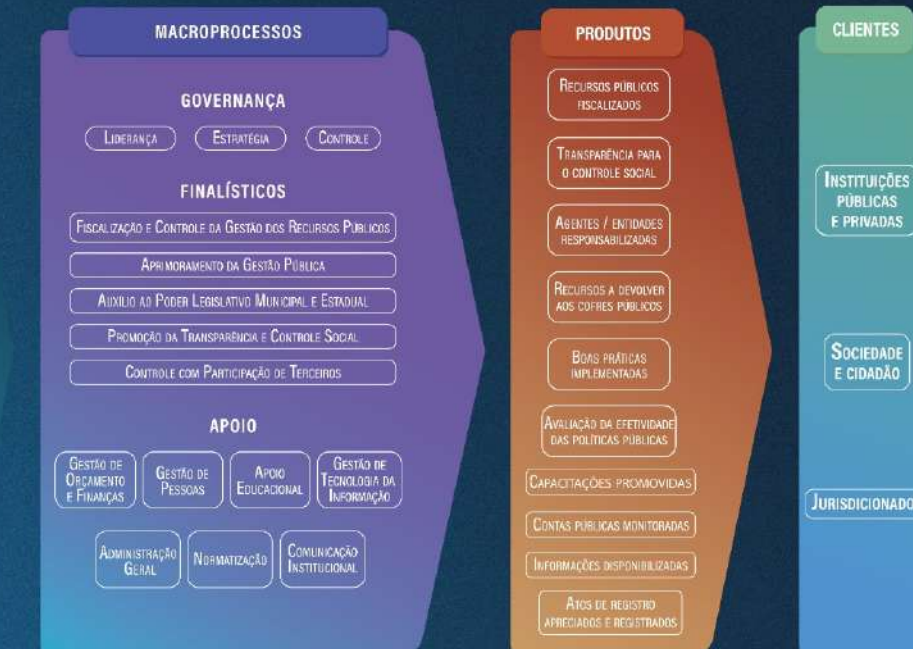 MACROPROCESSOS
GOVERNANÇA
LIDERANÇA
ESTRATÉGIA
CONTROLE
FINALÍSTICOS
FISCALIZAÇÃO E CONTROLE DA GESTÃO DOS RECURSOS PÚBLICOS
APRIMORAMENTO DA GESTÃO PÚBLICA
AUXÍLIO AO PODER LEGISLATIVO MUNICIPAL E ESTADUAL
PROMOÇÃO DA TRANSPARÊNCIA E CONTROLE SOCIAL
CONTROLE COM PARTICIPAÇÃO DE TERCEIROS
APOIO
GESTÃO DE
ORÇAMENTO
E FINANÇAS
GESTÃO DE
PESSOAS
APOIO
EDUCACIONAL
GESTÃO DE
TECNOLOGIA DA
INFORMAÇÃO
ADMINISTRAÇÃO
GERAL
NORMATIZAÇÃO
COMUNICAÇÃO
INSTITUCIONAL
PRODUTOS
RECURSOS PÚBLICOS
FISCALIZADOS
TRANSPARÊNCIA PARA
O CONTROLE SOCIAL
AGENTES / ENTIDADES
RESPONSABILIZADAS
RECURSOS A DEVOLVER
AOS COFRES PÚBLICOS
BOAS PRÁTICAS
IMPLEMENTADAS
AVALIAÇÃO DA EFETIVIDADE
DAS POLÍTICAS PÚBLICAS
CAPACITAÇÕES PROMOVIDAS
CONTAS PÚBLICAS MONITORADAS
INFORMAÇÕES DISPONIBILIZADAS
ATOS DE REGISTRO
APRECIADOS E REGISTRADOS
CLIENTES
INSTITUIÇÕES
PÚBLICAS
E PRIVADAS
SOCIEDADE
E CIDADÃO
JURISDICIONADO